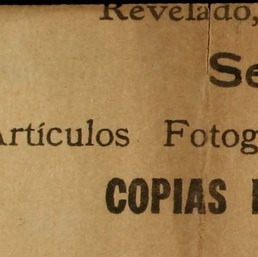 Revelado,
Se
Artículos Fotog
COPIAS